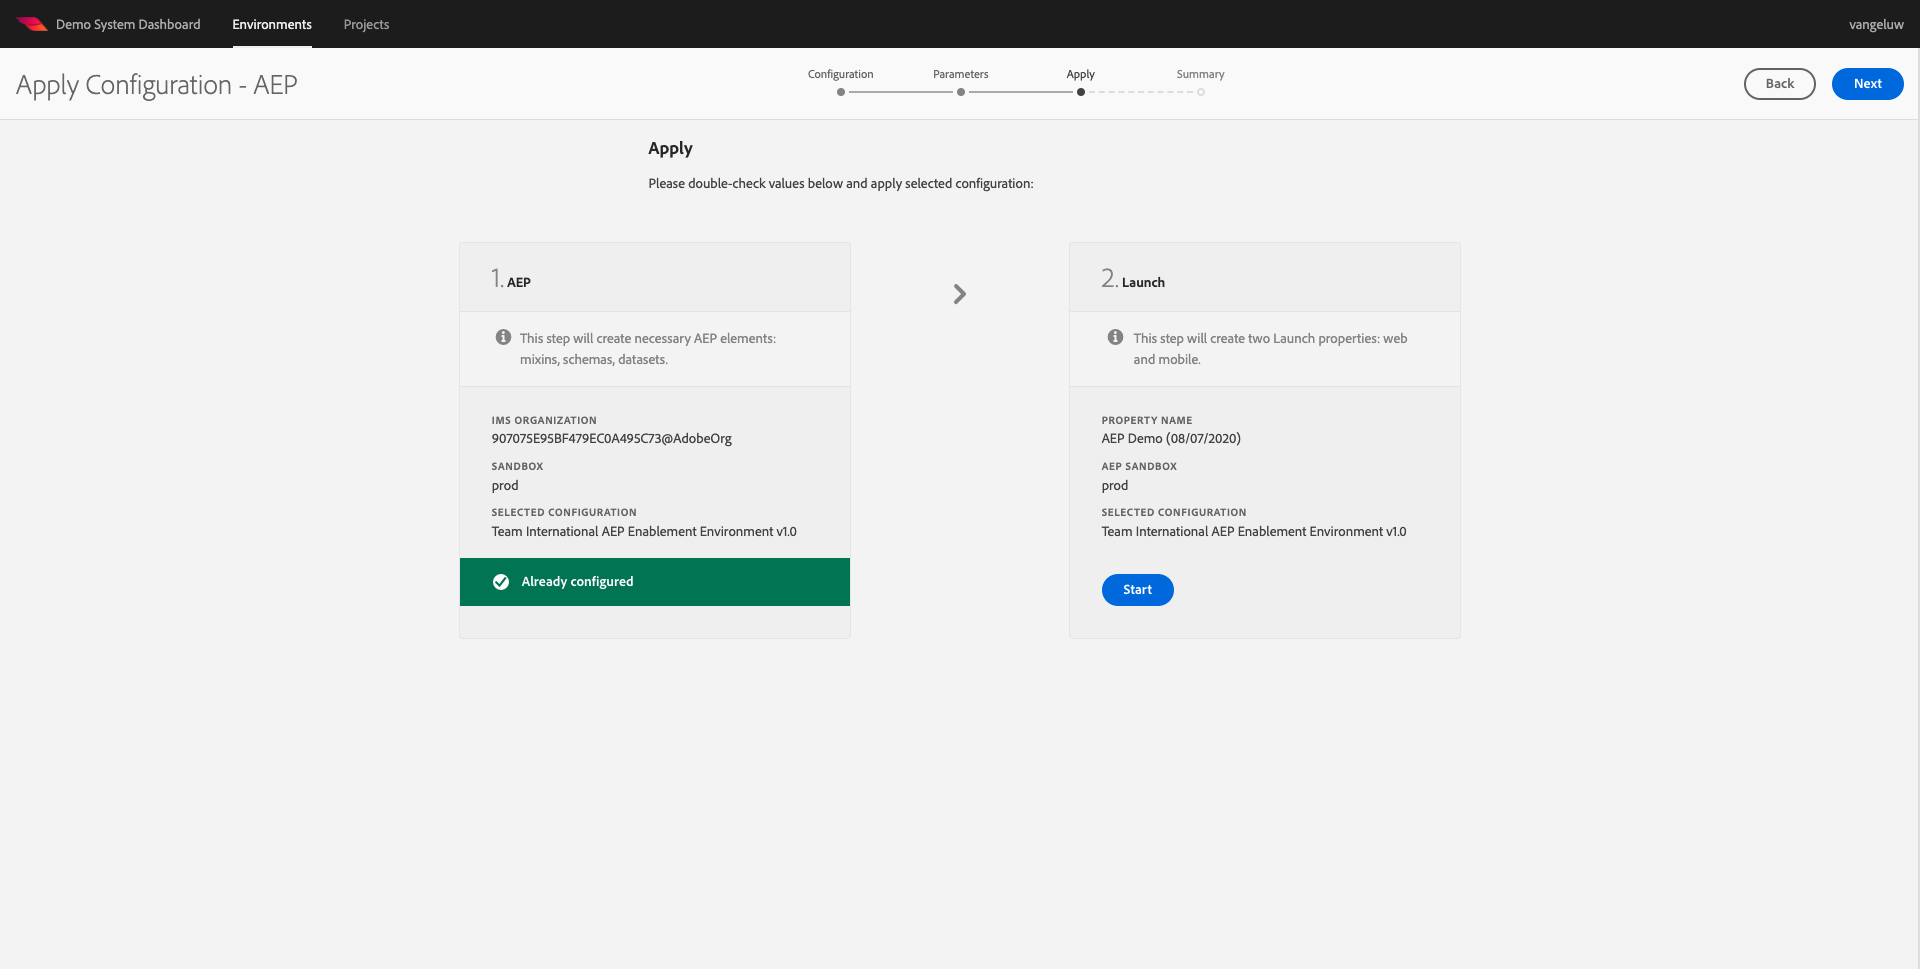 Demo System Dashboard
Environments
Projects
vangeluw
Apply Configuration - AEP
Configuration
Parameters
Apply
Summary
Back
Next
Apply
Please double-check values below and apply selected configuration:
1. AEP
This step will create necessary AEP elements:
mixins, schemas, datasets.
IMS ORGANIZATION
907075E95BF479EC0A495C73@AdobeOrg
SANDBOX
prod
SELECTED CONFIGURATION
Team International AEP Enablement Environment v1.0
Already configured
2. Launch
This step will create two Launch properties: web
and mobile.
PROPERTY NAME
AEP Demo (08/07/2020)
AEP SANDBOX
prod
SELECTED CONFIGURATION
Team International AEP Enablement Environment v1.0
Start